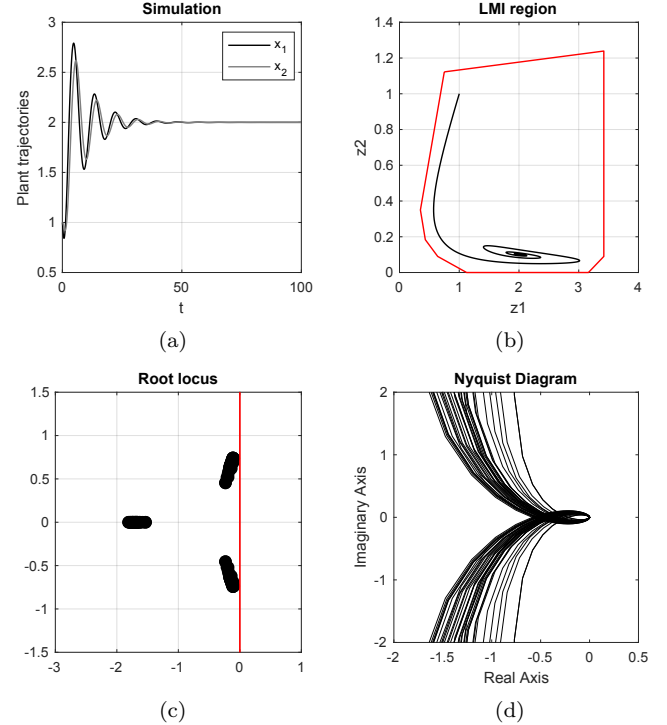 Simulation
3
2.5
2
1.5
1
0.5
0 50 100
t
Plant trajectories
x_1
x_2
(a)
LMI region
1.4
1.2
1
0.8
0.6
0.4
0.2
0
0 1 2 3 4
z1
z2
(b)
Root locus
1.5
1
0.5
0
-0.5
-1
-1.5
-3 -2 -1 0 1
(c)
Nyquist Diagram
2
1
0
-1
-2
-2 -1.5 -1 -0.5 0 0.5
Real Axis
Imaginary Axis
(d)